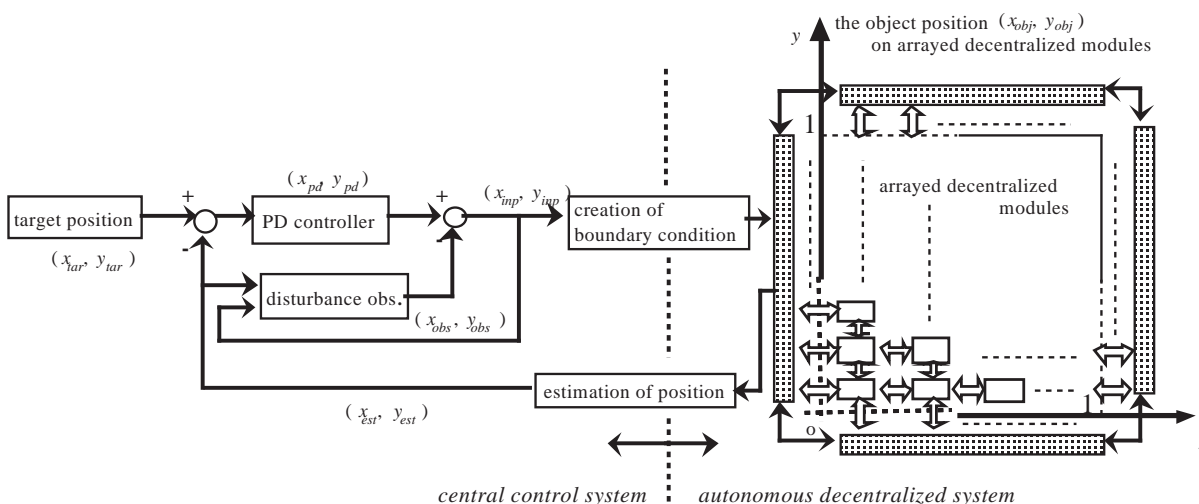 the object position (x_obj, y_obj)
on arrayed decentralized modules
y
1
arrayed decentralized
modules
+
(x_pd, y_pd)
+
(x_inp, y_inp)
target position
PD controller
creation of
boundary condition
-
-
(x_tar, y_tar)
disturbance obs.
(x_obs, y_obs)
estimation of position
(x_est, y_est)
1
o
central control system
autonomous decentralized system